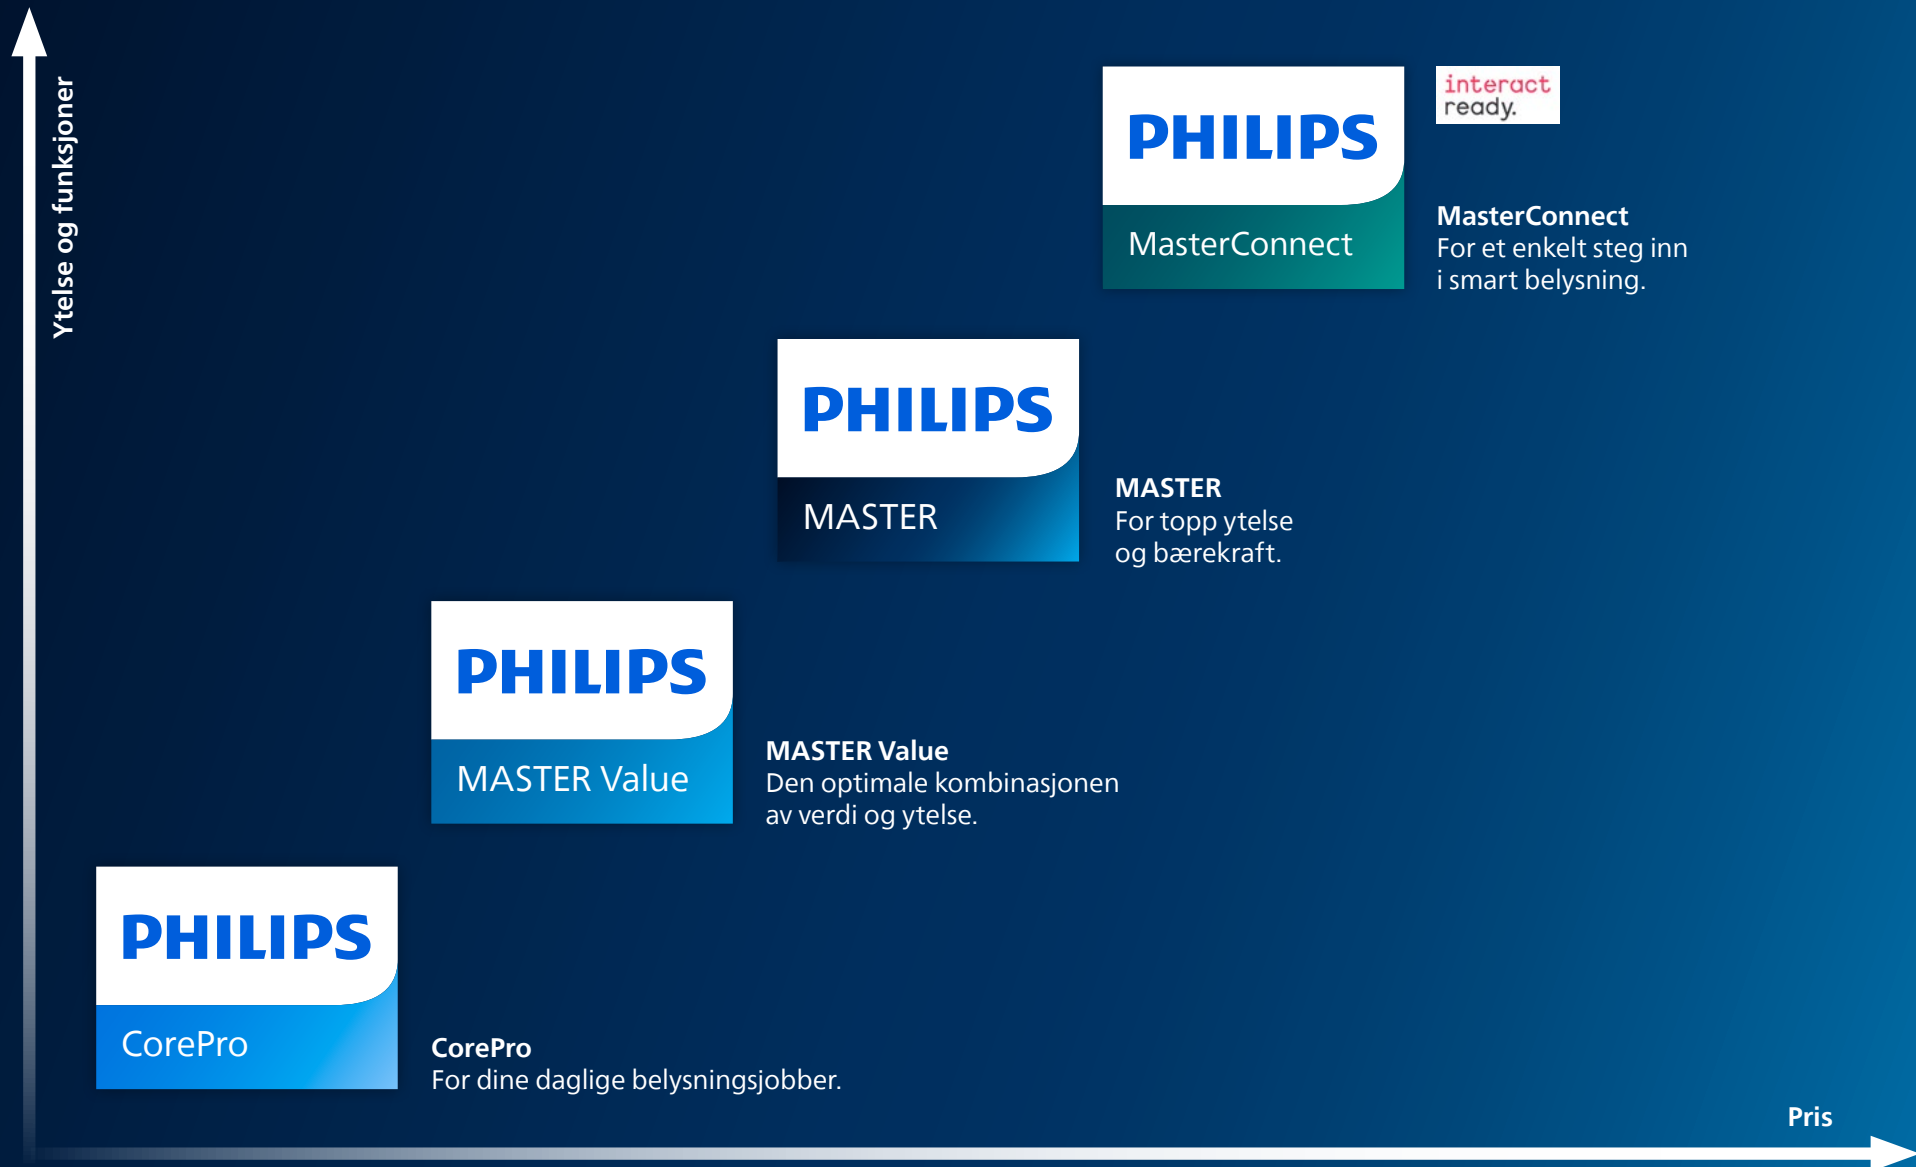 Ytelse og funksjoner
PHILIPS
MasterConnect
interact
ready.
MasterConnect
For et enkelt steg inn
i smart belysning.
PHILIPS
MASTER
MASTER
For topp ytelse
og bærekraft.
PHILIPS
MASTER Value
MASTER Value
Den optimale kombinasjonen
av verdi og ytelse.
PHILIPS
CorePro
CorePro
For dine daglige belysningsjobber.
Pris